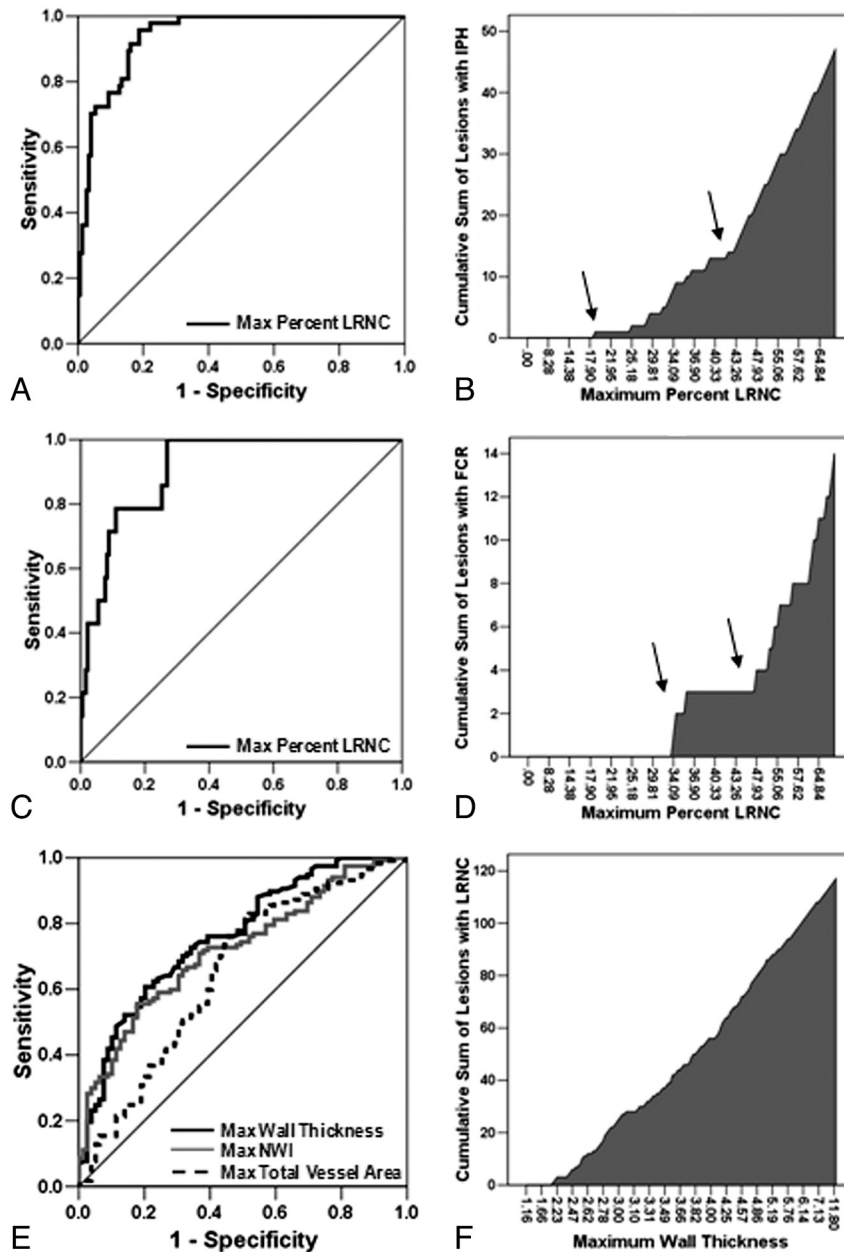 1.0
0.8
0.6
0.4
0.2
0.0
Sensitivity
Max Percent LRNC
0.0 0.2 0.4 0.6 0.8 1.0
1 - Specificity
A
50
40
30
20
10
0
Cumulative Sum of Lesions with IPH
.00 8.28 14.38 17.90 21.95 25.18 29.81 34.09 36.90 40.33 43.26 47.93 55.06 57.62 64.84
Maximum Percent LRNC
B
1.0
0.8
0.6
0.4
0.2
0.0
Sensitivity
Max Percent LRNC
0.0 0.2 0.4 0.6 0.8 1.0
1 - Specificity
C
14
12
10
8
6
4
2
0
Cumulative Sum of Lesions with FCR
.00 8.28 14.38 17.90 21.95 25.18 29.81 34.09 36.90 40.33 43.26 47.93 55.06 57.62 64.84
Maximum Percent LRNC
D
1.0
0.8
0.6
0.4
0.2
0.0
Sensitivity
Max Wall Thickness
Max NWI
Max Total Vessel Area
0.0 0.2 0.4 0.6 0.8 1.0
1 - Specificity
E
120
100
80
60
40
20
0
Cumulative Sum of Lesions with LRNC
1.16 1.66 2.23 2.47 2.62 2.78 3.00 3.10 3.31 3.49 3.66 3.82 4.00 4.25 4.57 4.86 5.19 5.76 6.14 7.13 11.80
Maximum Wall Thickness
F